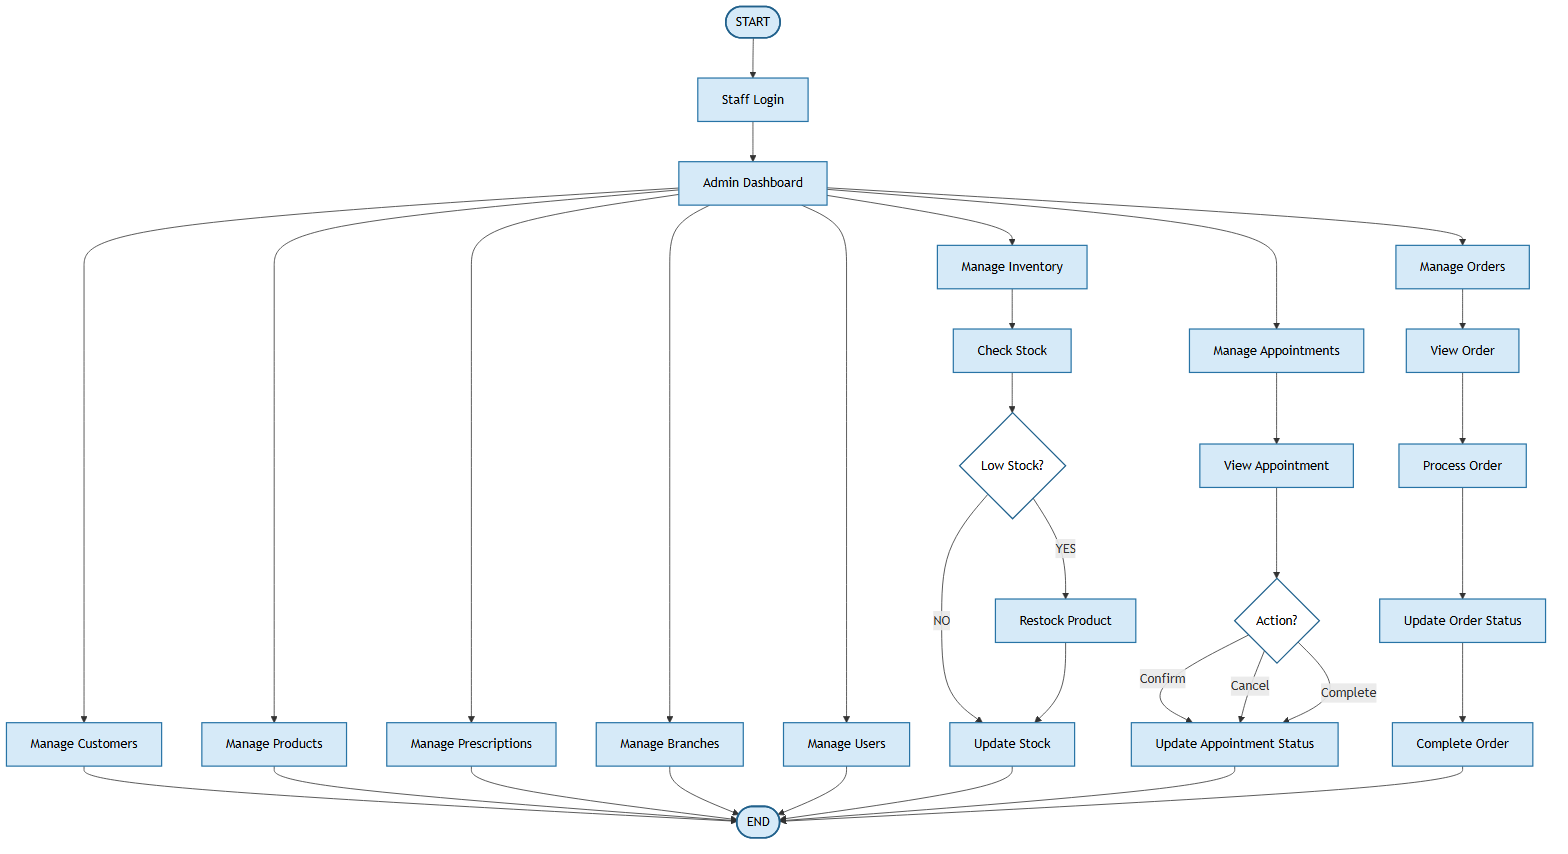 START
Staff Login
Admin Dashboard
Manage Inventory
Manage Orders
Check Stock
Manage Appointments
View Order
Low Stock?
View Appointment
Process Order
YES
NO
Restock Product
Action?
Update Order Status
Confirm
Cancel
Complete
Manage Customers
Manage Products
Manage Prescriptions
Manage Branches
Manage Users
Update Stock
Update Appointment Status
Complete Order
END